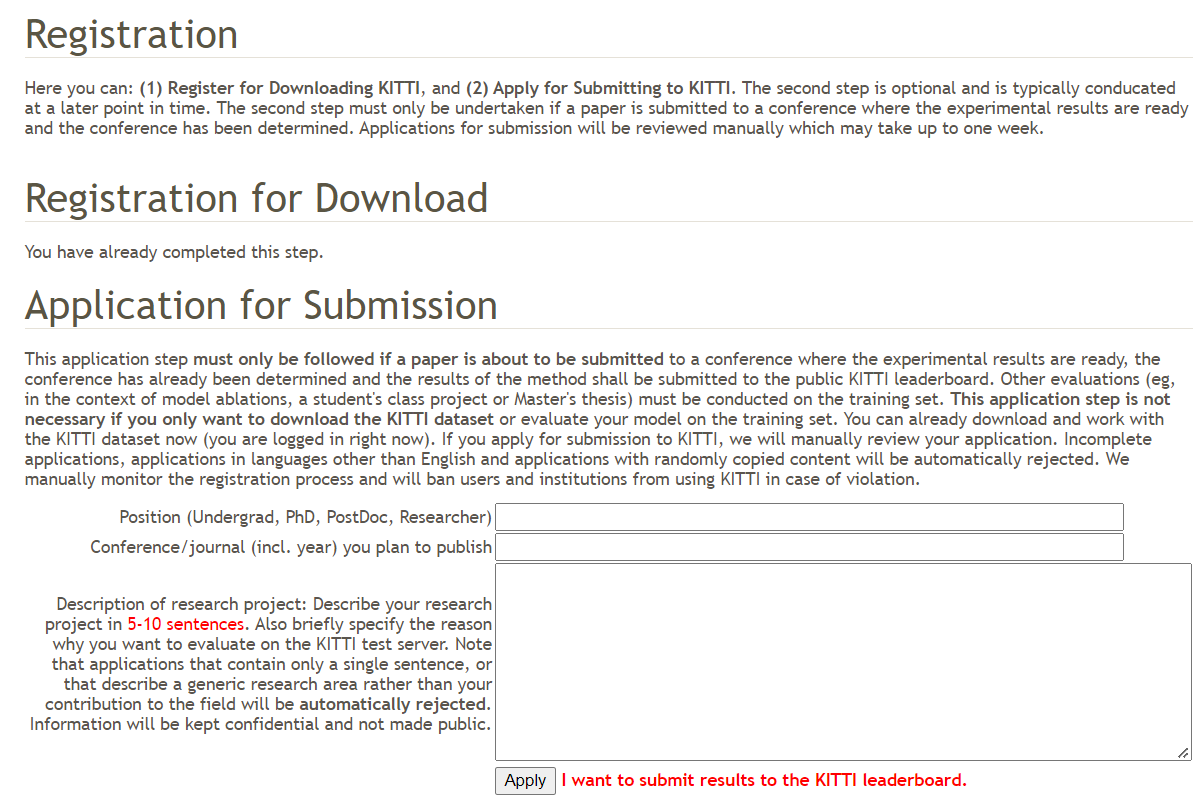 Registration
Here you can: (1) Register for Downloading KITTI, and (2) Apply for Submitting to KITTI. The second step is optional and is typically conducated
at a later point in time. The second step must only be undertaken if a paper is submitted to a conference where the experimental results are ready
and the conference has been determined. Applications for submission will be reviewed manually which may take up to one week.
Registration for Download
You have already completed this step.
Application for Submission
This application step must only be followed if a paper is about to be submitted to a conference where the experimental results are ready, the
conference has already been determined and the results of the method shall be submitted to the public KITTI leaderboard. Other evaluations (eg,
in the context of model ablations, a student's class project or Master's thesis) must be conducted on the training set. This application step is not
necessary if you only want to download the KITTI dataset or evaluate your model on the training set. You can already download and work with
the KITTI dataset now (you are logged in right now). If you apply for submission to KITTI, we will manually review your application. Incomplete
applications, applications in languages other than English and applications with randomly copied content will be automatically rejected. We
manually monitor the registration process and will ban users and institutions from using KITTI in case of violation.
Position (Undergrad, PhD, PostDoc, Researcher)
Conference/journal (incl. year) you plan to publish
Description of research project: Describe your research
project in 5-10 sentences. Also briefly specify the reason
why you want to evaluate on the KITTI test server. Note
that applications that contain only a single sentence, or
that describe a generic research area rather than your
contribution to the field will be automatically rejected.
Information will be kept confidential and not made public.
Apply I want to submit results to the KITTI leaderboard.